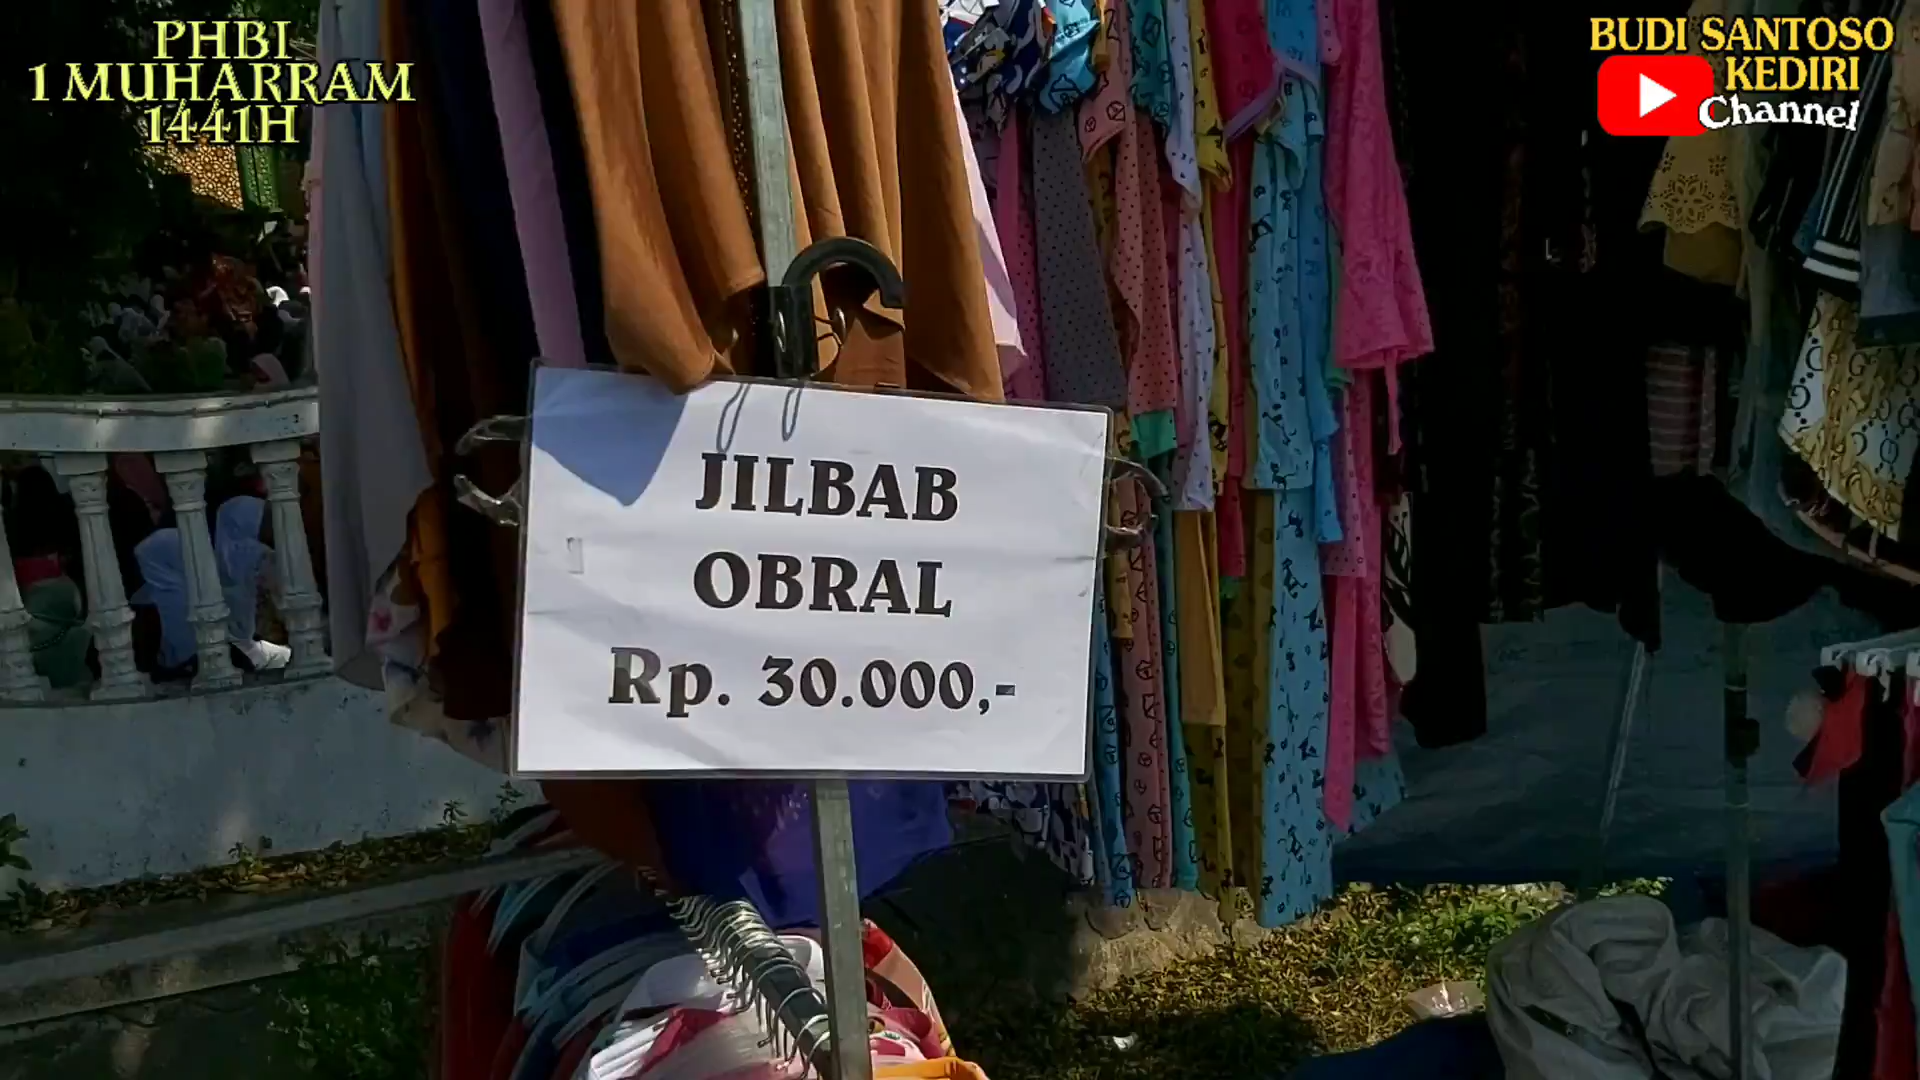 PHBI
1 MUHARRAM
1441H
BUDI SANTOSO
KEDIRI
Channel
JILBAB
OBRAL
Rp. 30.000,-